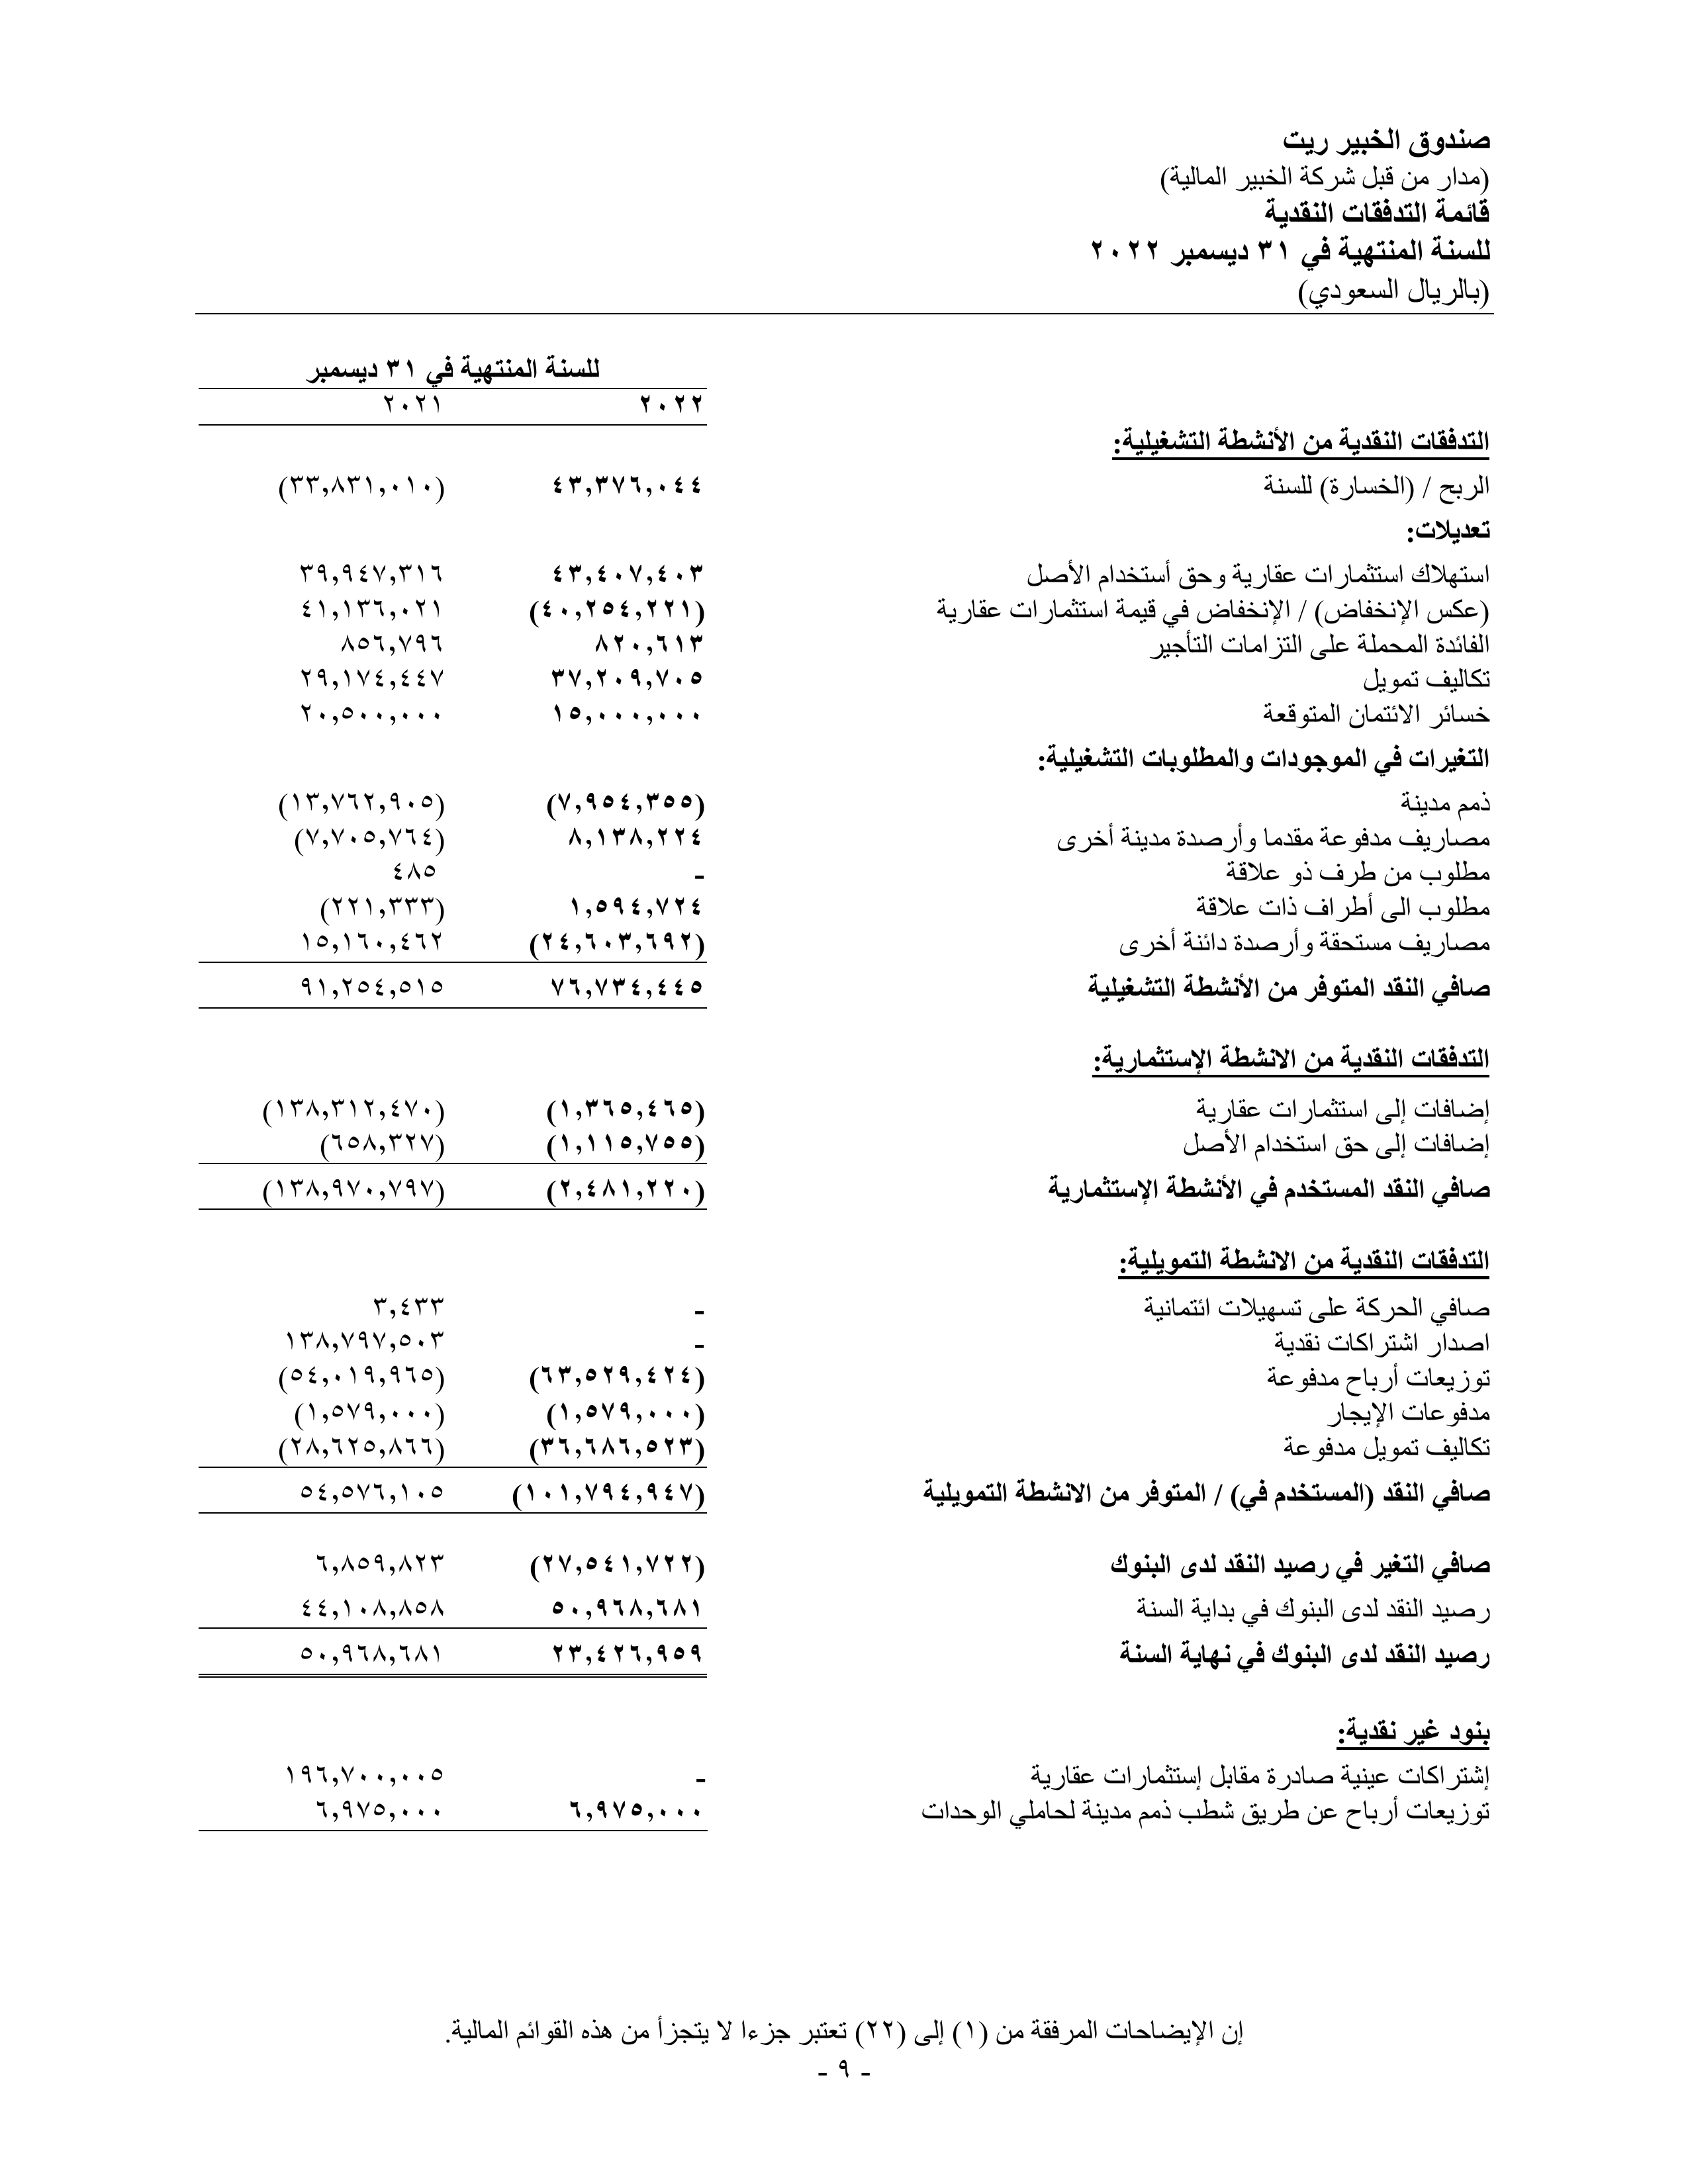 صندوق الخبير ريت
(مدار من قبل شركة الخبير المالية)
قائمة التدفقات النقدية
للسنة المنتهية في ٣١ ديسمبر ٢٠٢٢
(بالريال السعودي)
للسنة المنتهية في ٣١ ديسمبر
٢٠٢٢ ٢٠٢١
التدفقات النقدية من الأنشطة التشغيلية:
الربح / (الخسارة) للسنة ٤٣,٣٧٦,٠٤٤ (٣٣,٨٣١,٠١٠)
تعديلات:
استهلاك استثمارات عقارية وحق أستخدام الأصل ٤٣,٤٠٧,٤٠٣ ٣٩,٩٤٧,٣١٦
(عكس الإنخفاض) / الإنخفاض في قيمة استثمارات عقارية (٤٠,٢٥٤,٢٢١) ٤١,١٣٦,٠٢١
الفائدة المحملة على التزامات التأجير ٨٢٠,٦١٣ ٨٥٦,٧٩٦
تكاليف تمويل ٣٧,٢٠٩,٧٠٥ ٢٩,١٧٤,٤٤٧
خسائر الائتمان المتوقعة ١٥,٠٠٠,٠٠٠ ٢٠,٥٠٠,٠٠٠
التغيرات في الموجودات والمطلوبات التشغيلية:
ذمم مدينة (٧,٩٥٤,٣٥٥) (١٣,٧٦٢,٩٠٥)
مصاريف مدفوعة مقدما وأرصدة مدينة أخرى ٨,١٣٨,٢٢٤ (٧,٧٠٥,٧٦٤)
مطلوب من طرف ذو علاقة - ٤٨٥
مطلوب الى أطراف ذات علاقة ١,٥٩٤,٧٢٤ (٢٢١,٣٣٣)
مصاريف مستحقة وأرصدة دائنة أخرى (٢٤,٦٠٣,٦٩٢) ١٥,١٦٠,٤٦٢
صافي النقد المتوفر من الأنشطة التشغيلية ٧٦,٧٣٤,٤٤٥ ٩١,٢٥٤,٥١٥
التدفقات النقدية من الانشطة الإستثمارية:
إضافات إلى استثمارات عقارية (١,٣٦٥,٤٦٥) (١٣٨,٣١٢,٤٧٠)
إضافات إلى حق استخدام الأصل (١,١١٥,٧٥٥) (٦٥٨,٣٢٧)
صافي النقد المستخدم في الأنشطة الإستثمارية (٢,٤٨١,٢٢٠) (١٣٨,٩٧٠,٧٩٧)
التدفقات النقدية من الانشطة التمويلية:
صافي الحركة على تسهيلات ائتمانية - ٣,٤٣٣
اصدار اشتراكات نقدية - ١٣٨,٧٩٧,٥٠٣
توزيعات أرباح مدفوعة (٦٣,٥٢٩,٤٢٤) (٥٤,٠١٩,٩٦٥)
مدفوعات الإيجار (١,٥٧٩,٠٠٠) (١,٥٧٩,٠٠٠)
تكاليف تمويل مدفوعة (٣٦,٦٨٦,٥٢٣) (٢٨,٦٢٥,٨٦٦)
صافي النقد (المستخدم في) / المتوفر من الانشطة التمويلية (١٠١,٧٩٤,٩٤٧) ٥٤,٥٧٦,١٠٥
صافي التغير في رصيد النقد لدى البنوك (٢٧,٥٤١,٧٢٢) ٦,٨٥٩,٨٢٣
رصيد النقد لدى البنوك في بداية السنة ٥٠,٩٦٨,٦٨١ ٤٤,١٠٨,٨٥٨
رصيد النقد لدى البنوك في نهاية السنة ٢٣,٤٢٦,٩٥٩ ٥٠,٩٦٨,٦٨١
بنود غير نقدية:
إشتراكات عينية صادرة مقابل إستثمارات عقارية - ١٩٦,٧٠٠,٠٠٥
توزيعات أرباح عن طريق شطب ذمم مدينة لحاملي الوحدات ٦,٩٧٥,٠٠٠ ٦,٩٧٥,٠٠٠
إن الإيضاحات المرفقة من (١) إلى (٢٢) تعتبر جزءا لا يتجزأ من هذه القوائم المالية.
- ٩ -